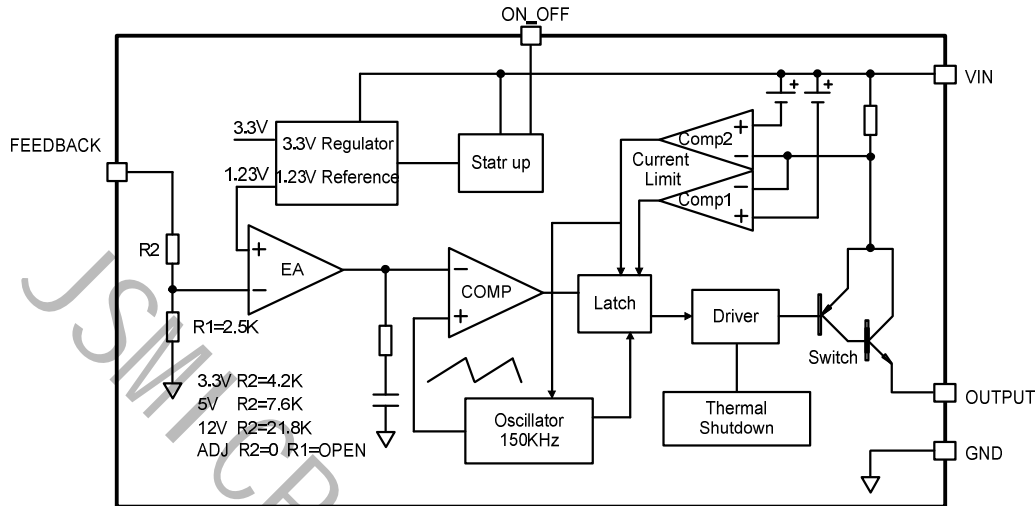 ON_OFF
VIN
FEEDBACK
3.3V
3.3V Regulator
1.23V
1.23V Reference
Statr up
Comp2
Current
Limit
Comp1
+
−
−
+
+
+
R2
+
−
EA
−
+
COMP
Latch
Driver
Switch
R1=2.5K
3.3V R2=4.2K
5V R2=7.6K
12V R2=21.8K
ADJ R2=0 R1=OPEN
Oscillator
150KHz
Thermal
Shutdown
OUTPUT
GND
JSMICR